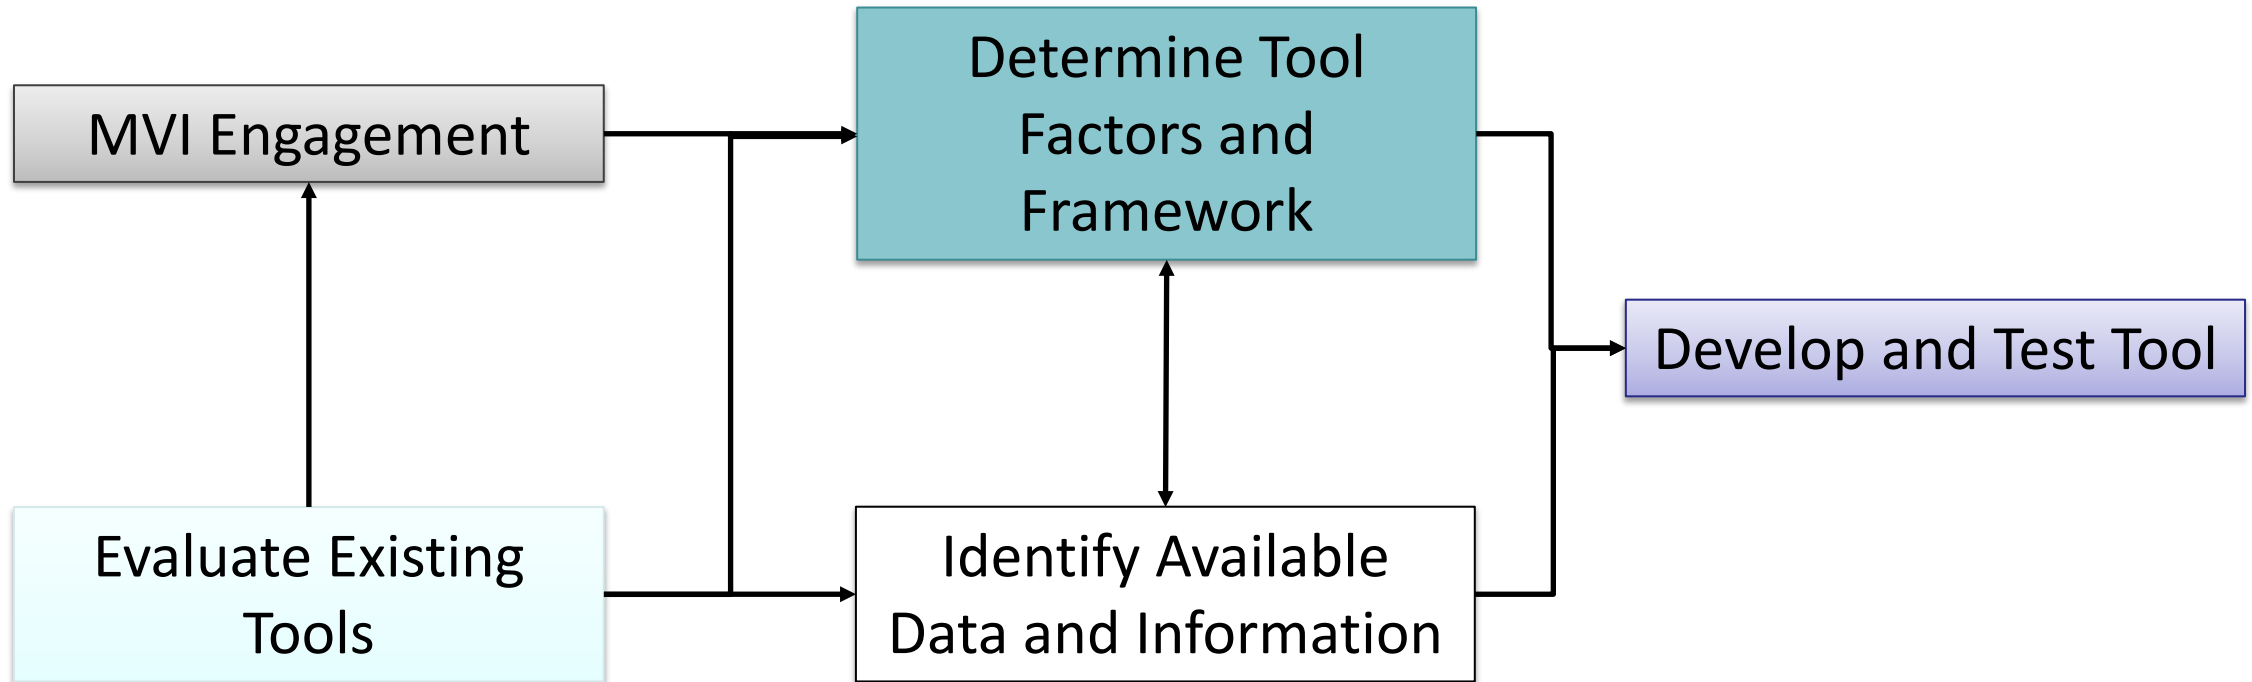 MVI Engagement
Determine Tool
Factors and
Framework
Develop and Test Tool
Evaluate Existing
Tools
Identify Available
Data and Information